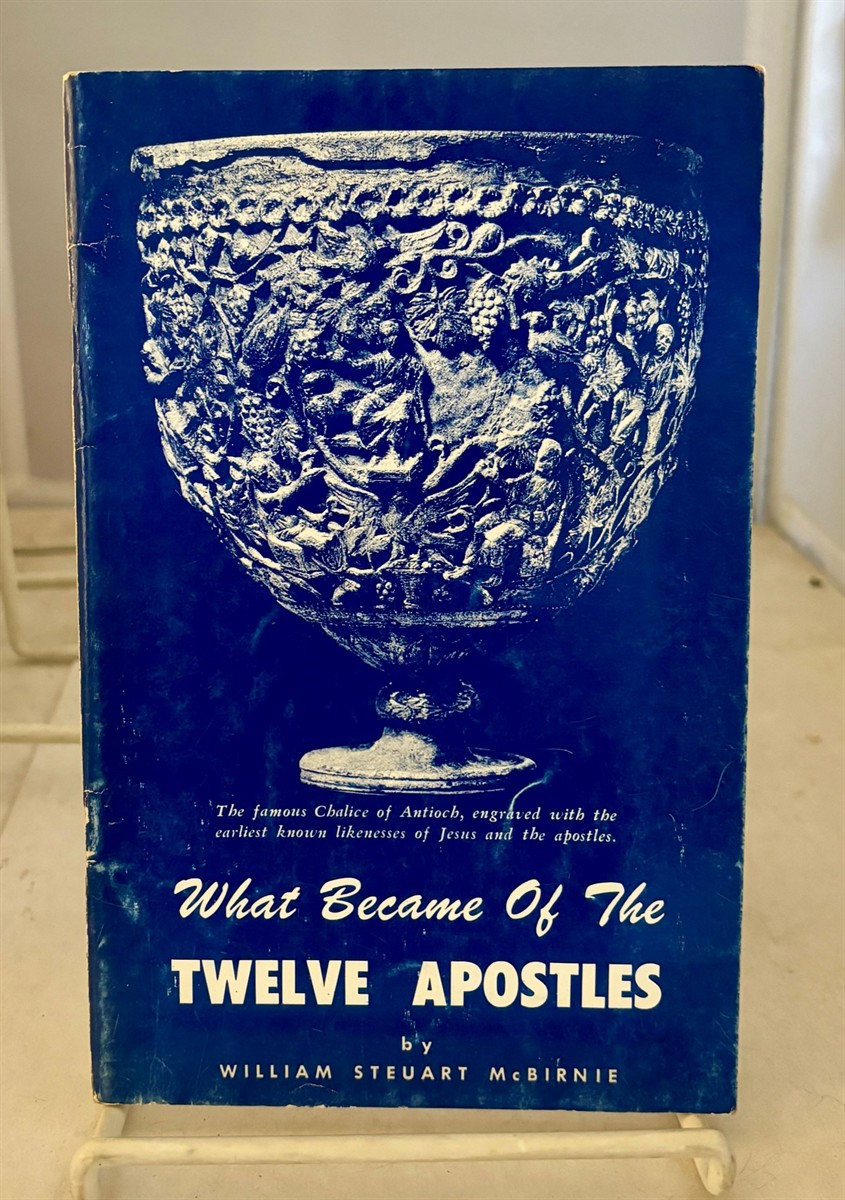 The famous Chalice of Antioch, engraved with the
earliest known likenesses of Jesus and the apostles.
What Became Of The
TWELVE APOSTLES
by
WILLIAM STEUART McBIRNIE